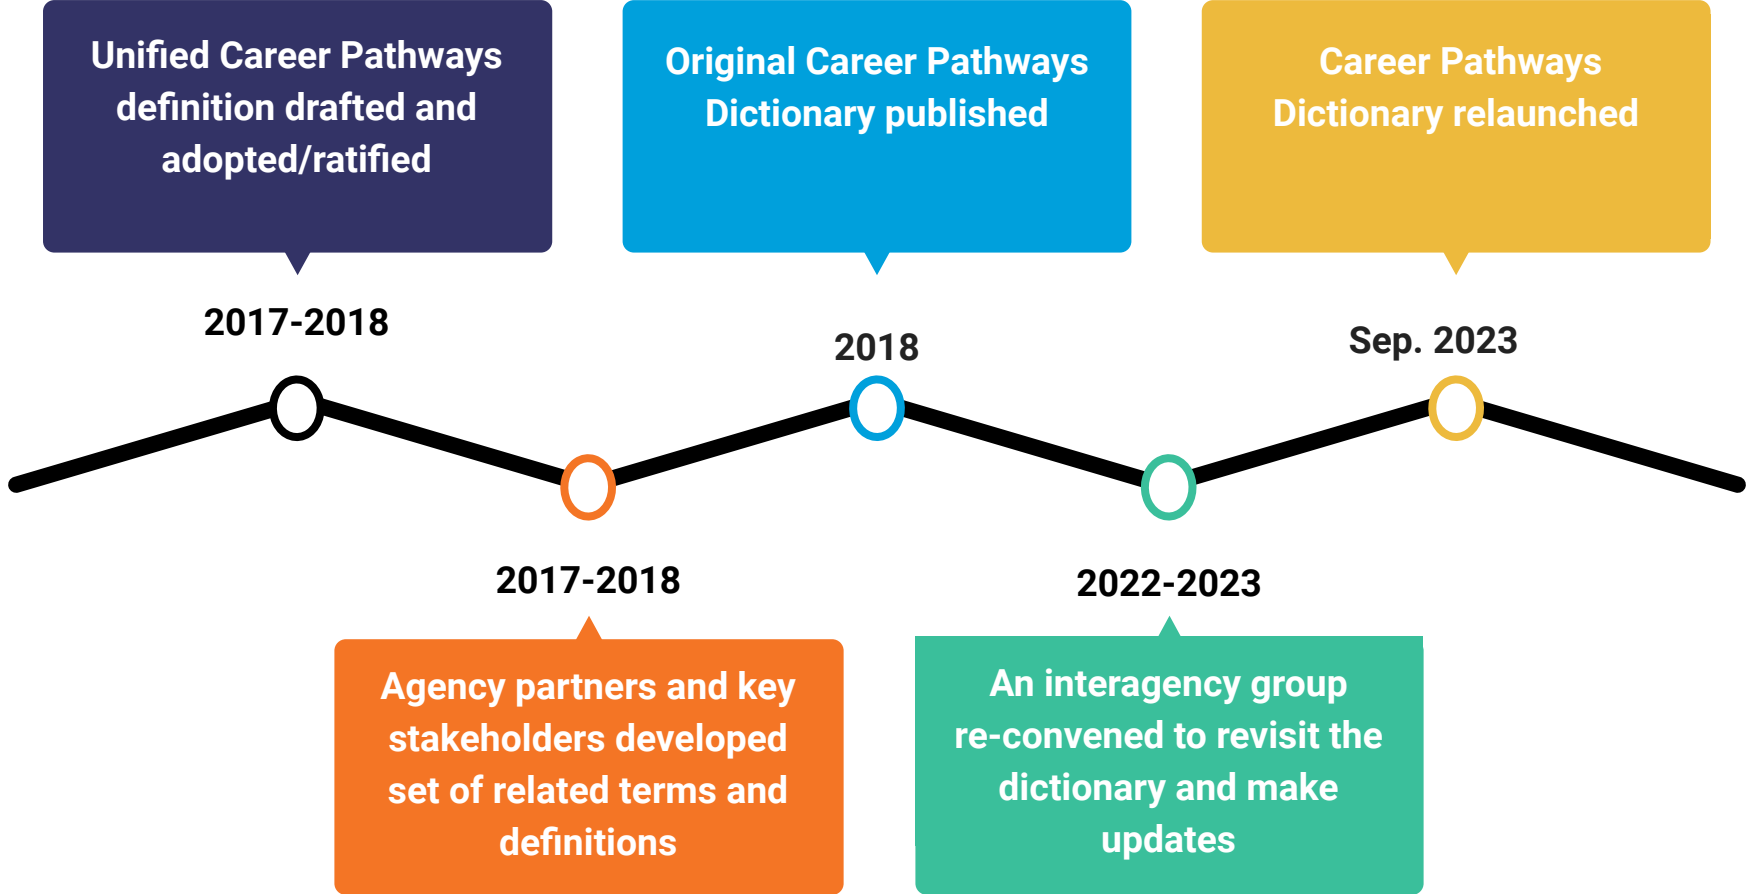 Unified Career Pathways
definition drafted and
adopted/ratified
2017-2018
2017-2018
Agency partners and key
stakeholders developed
set of related terms and
definitions
Original Career Pathways
Dictionary published
2018
2022-2023
An interagency group
re-convened to revisit the
dictionary and make
updates
Career Pathways
Dictionary relaunched
Sep. 2023